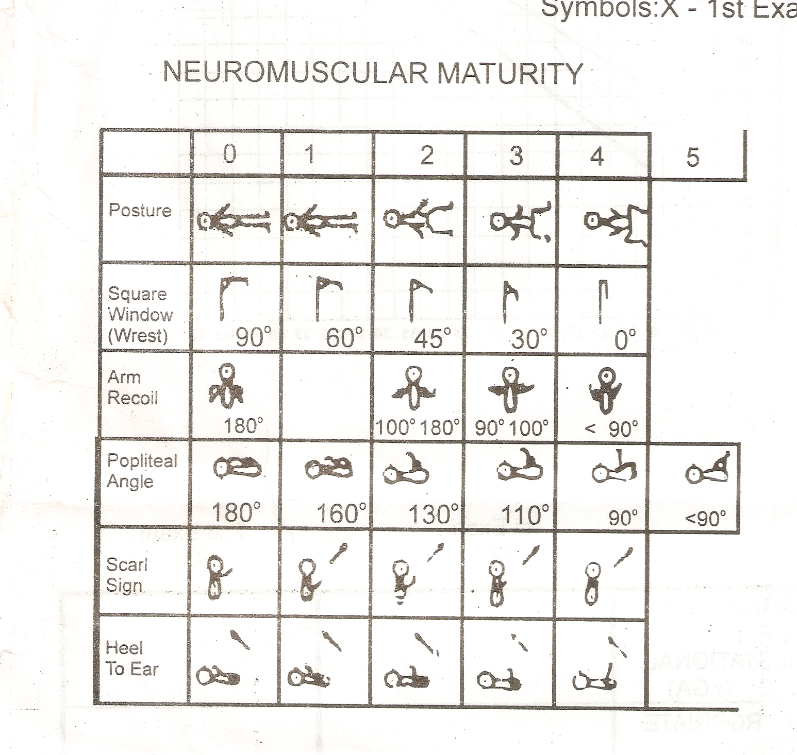 Symbols:X - 1st Exa
NEUROMUSCULAR MATURITY
0 1 2 3 4 5
Posture
Square
Window
(Wrest)
90° 60° 45° 30° 0°
Arm
Recoil
180° 100° 180° 90° 100° < 90°
Popliteal
Angle
180° 160° 130° 110° 90° <90°
Scarl
Sign
Heel
To Ear